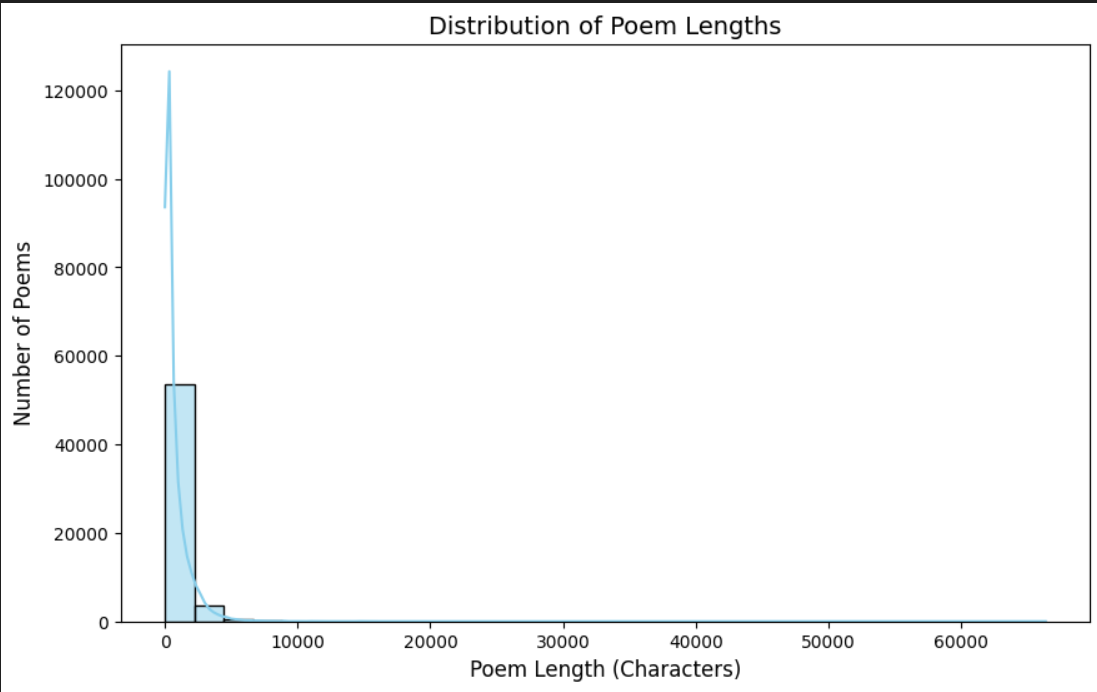 Distribution of Poem Lengths
120000
100000
80000
60000
40000
20000
0
Number of Poems
0 10000 20000 30000 40000 50000 60000
Poem Length (Characters)